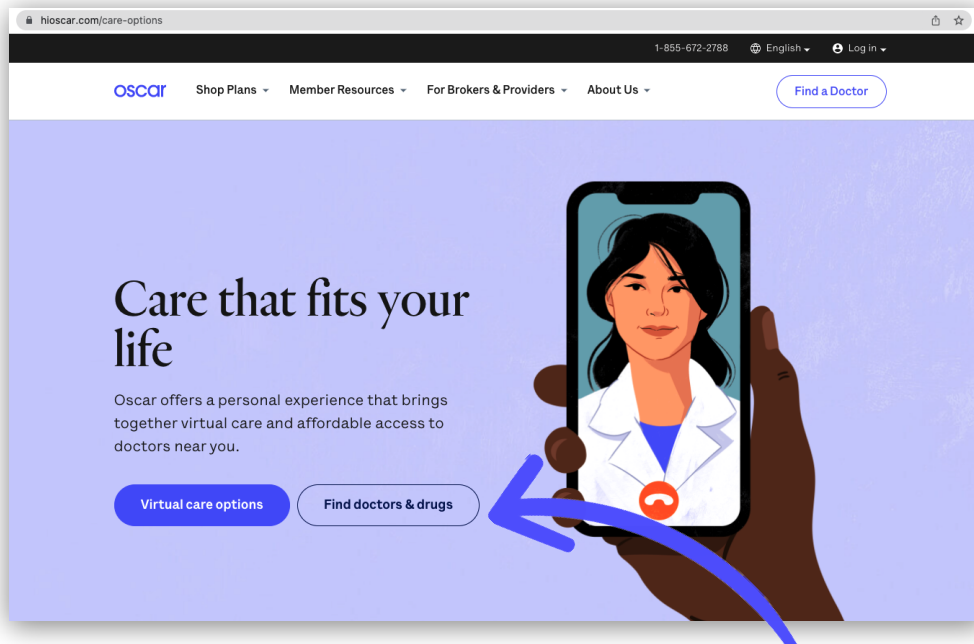 hioscar.com/care-options
1-855-672-2788 English Log in
oscar Shop Plans Member Resources For Brokers & Providers About Us Find a Doctor
Care that fits your
life
Oscar offers a personal experience that brings
together virtual care and affordable access to
doctors near you.
Virtual care options Find doctors & drugs